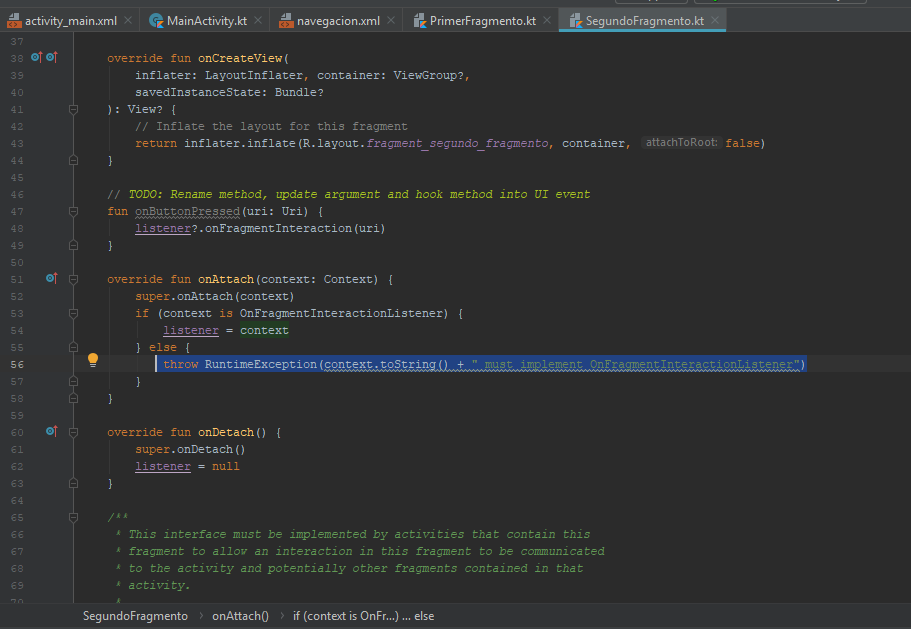 activity_main.xml MainActivity.kt navegacion.xml PrimerFragmento.kt SegundoFragmento.kt
37
38 override fun onCreateView(
39 inflater: LayoutInflater, container: ViewGroup?,
40 savedInstanceState: Bundle?
41 ): View? {
42 // Inflate the layout for this fragment
43 return inflater.inflate(R.layout.fragment_segundo_fragmento, container, attachToRoot: false)
44 }
45
46 // TODO: Rename method, update argument and hook method into UI event
47 fun onButtonPressed(uri: Uri) {
48 listener?.onFragmentInteraction(uri)
49 }
50
51 override fun onAttach(context: Context) {
52 super.onAttach(context)
53 if (context is OnFragmentInteractionListener) {
54 listener = context
55 } else {
56 throw RuntimeException(context.toString() + " must implement OnFragmentInteractionListener")
57 }
58 }
59
60 override fun onDetach() {
61 super.onDetach()
62 listener = null
63 }
64
65 /**
66 * This interface must be implemented by activities that contain this
67 * fragment to allow an interaction in this fragment to be communicated
68 * to the activity and potentially other fragments contained in that
69 * activity.
70 *
SegundoFragmento › onAttach() › if (context is OnFr...) ... else